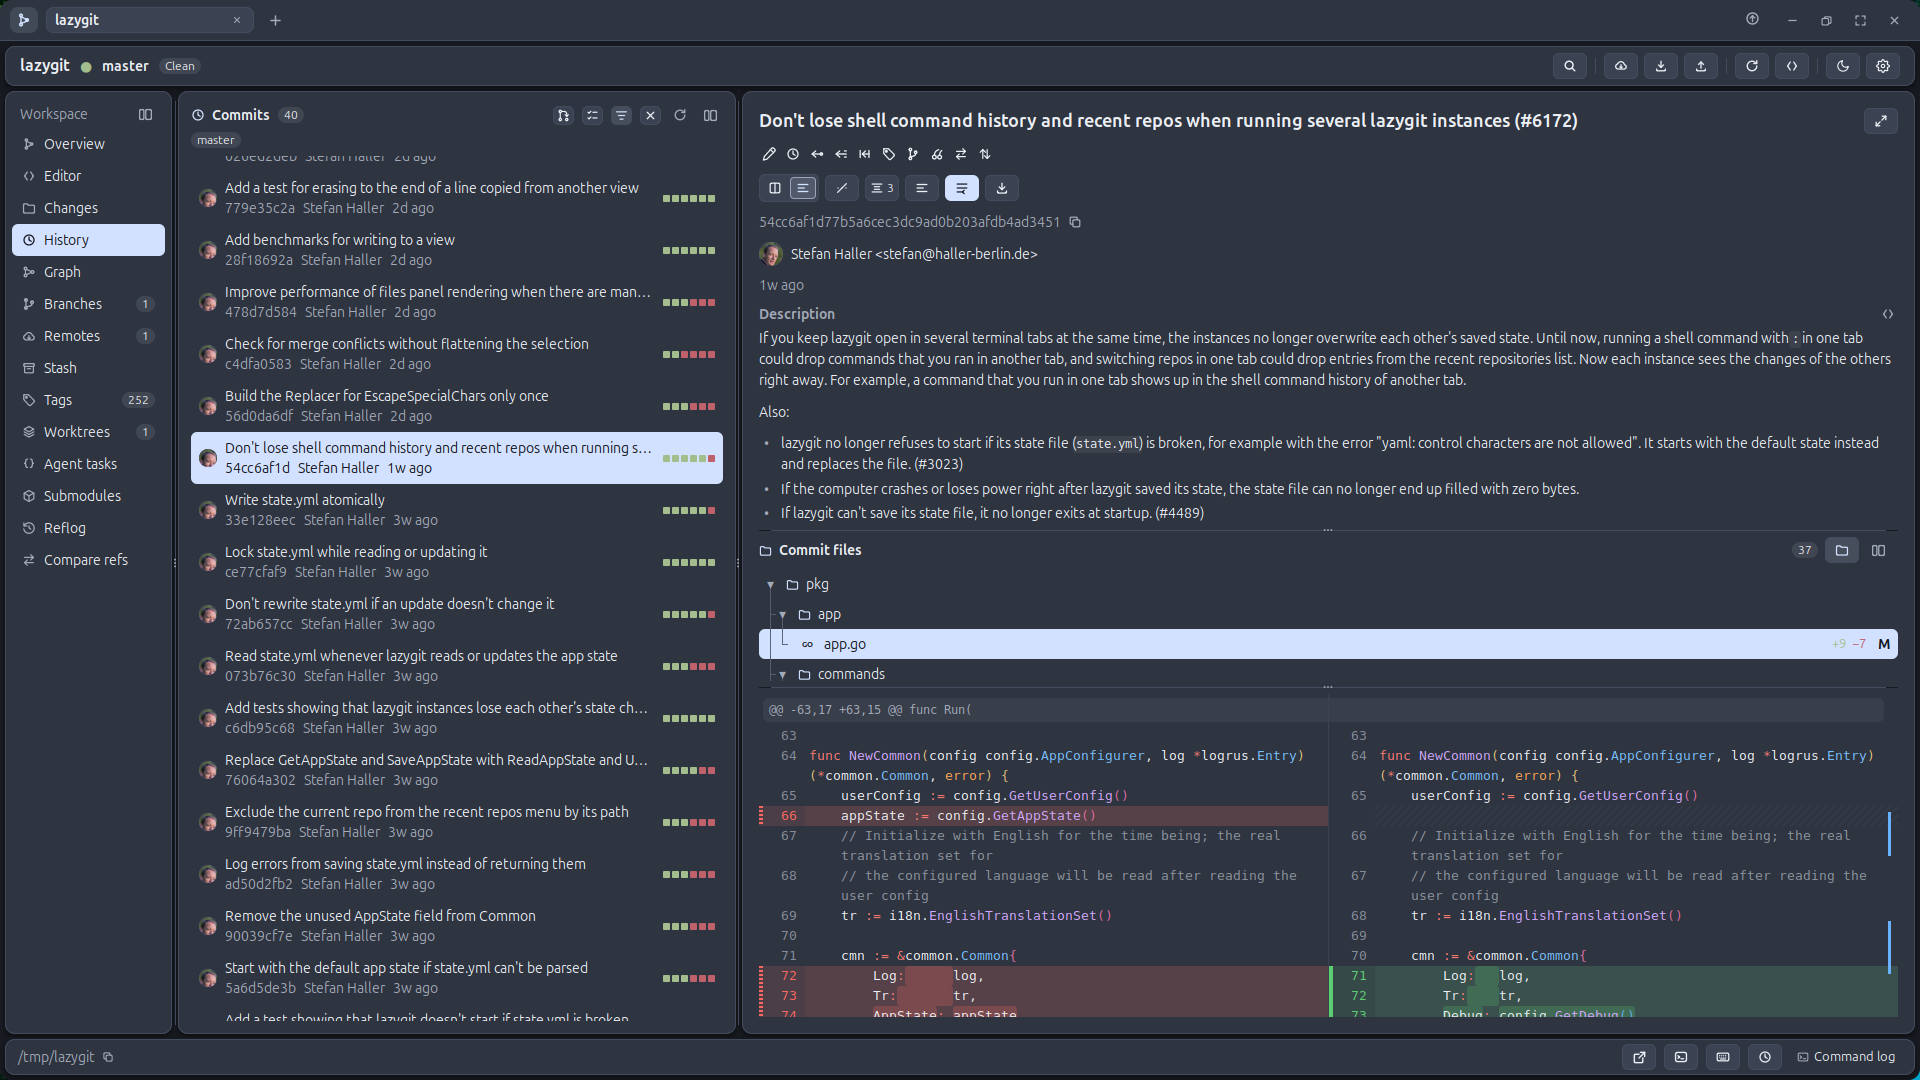 lazygit
lazygit master Clean
Workspace
Overview
Editor
Changes
History
Graph
Branches 1
Remotes 1
Stash
Tags 252
Worktrees 1
Agent tasks
Submodules
Reflog
Compare refs
Commits 40
master
020ed2deb Stefan Haller 2d ago
Add a test for erasing to the end of a line copied from another view
779e35c2a Stefan Haller 2d ago
Add benchmarks for writing to a view
28f18692a Stefan Haller 2d ago
Improve performance of files panel rendering when there are man…
478d7d584 Stefan Haller 2d ago
Check for merge conflicts without flattening the selection
c4dfa0583 Stefan Haller 2d ago
Build the Replacer for EscapeSpecialChars only once
56d0da6df Stefan Haller 2d ago
Don't lose shell command history and recent repos when running s…
54cc6af1d Stefan Haller 1w ago
Write state.yml atomically
33e128eec Stefan Haller 3w ago
Lock state.yml while reading or updating it
ce77cfaf9 Stefan Haller 3w ago
Don't rewrite state.yml if an update doesn't change it
72ab657cc Stefan Haller 3w ago
Read state.yml whenever lazygit reads or updates the app state
073b76c30 Stefan Haller 3w ago
Add tests showing that lazygit instances lose each other's state ch…
c6db95c68 Stefan Haller 3w ago
Replace GetAppState and SaveAppState with ReadAppState and U…
76064a302 Stefan Haller 3w ago
Exclude the current repo from the recent repos menu by its path
9ff9479ba Stefan Haller 3w ago
Log errors from saving state.yml instead of returning them
ad50d2fb2 Stefan Haller 3w ago
Remove the unused AppState field from Common
90039cf7e Stefan Haller 3w ago
Start with the default app state if state.yml can't be parsed
5a6d5de3b Stefan Haller 3w ago
Add a test showing that lazygit doesn't start if state.yml is broken
Don't lose shell command history and recent repos when running several lazygit instances (#6172)
3
54cc6af1d77b5a6cec3dc9ad0b203afdb4ad3451
Stefan Haller <stefan@haller-berlin.de>
1w ago
Description
If you keep lazygit open in several terminal tabs at the same time, the instances no longer overwrite each other's saved state. Until now, running a shell command with : in one tab
could drop commands that you ran in another tab, and switching repos in one tab could drop entries from the recent repositories list. Now each instance sees the changes of the others
right away. For example, a command that you run in one tab shows up in the shell command history of another tab.
Also:
• lazygit no longer refuses to start if its state file (state.yml) is broken, for example with the error "yaml: control characters are not allowed". It starts with the default state instead
and replaces the file. (#3023)
• If the computer crashes or loses power right after lazygit saved its state, the state file can no longer end up filled with zero bytes.
• If lazygit can't save its state file, it no longer exits at startup. (#4489)
Commit files 37
pkg
app
GO app.go +9 −7 M
commands
@@ -63,17 +63,15 @@ func Run(
63
64 func NewCommon(config config.AppConfigurer, log *logrus.Entry)
(*common.Common, error) {
65 userConfig := config.GetUserConfig()
66 appState := config.GetAppState()
67 // Initialize with English for the time being; the real
translation set for
68 // the configured language will be read after reading the
user config
69 tr := i18n.EnglishTranslationSet()
70
71 cmn := &common.Common{
72 Log: log,
73 Tr: tr,
74 AppState: appState
63
64 func NewCommon(config config.AppConfigurer, log *logrus.Entry)
(*common.Common, error) {
65 userConfig := config.GetUserConfig()
66 // Initialize with English for the time being; the real
translation set for
67 // the configured language will be read after reading the
user config
68 tr := i18n.EnglishTranslationSet()
69
70 cmn := &common.Common{
71 Log: log,
72 Tr: tr,
73 Debug: config.GetDebug()
/tmp/lazygit
Command log